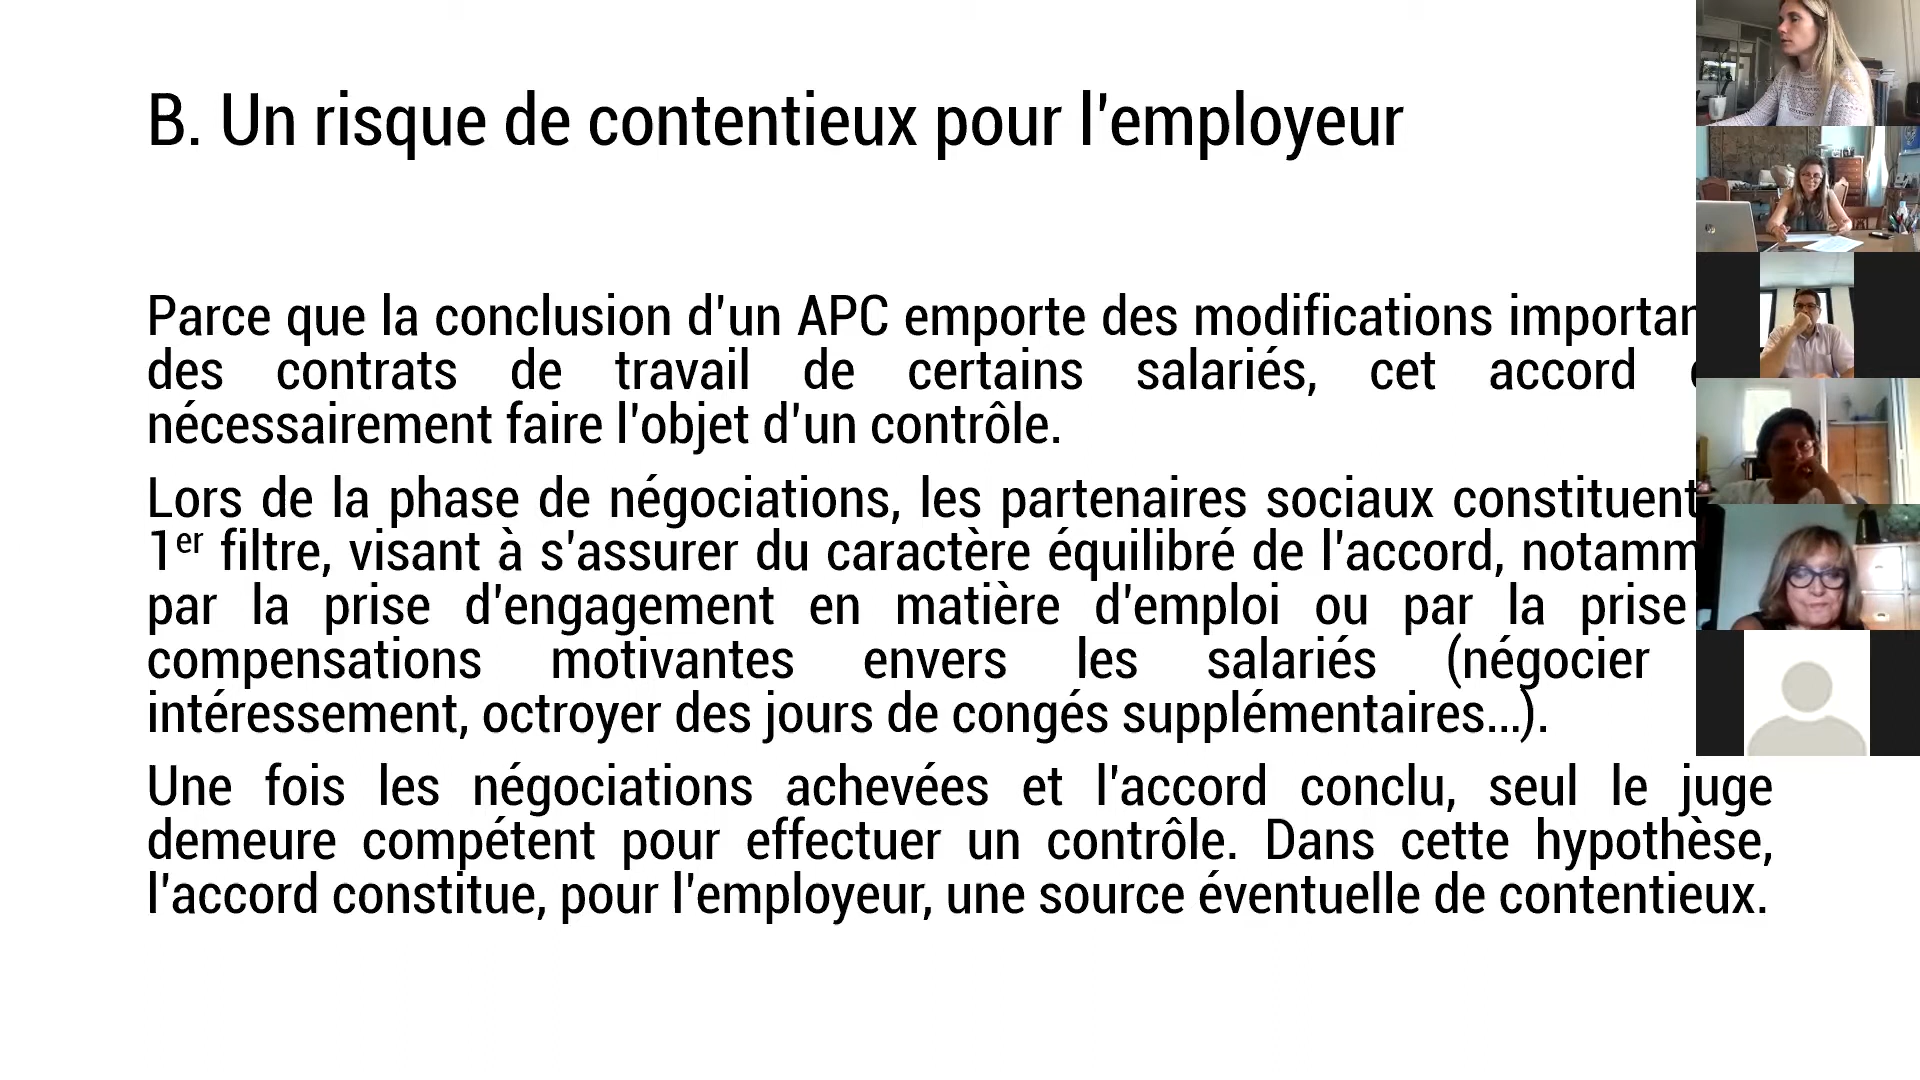 B. Un risque de contentieux pour l'employeur
Parce que la conclusion d'un APC emporte des modifications
des contrats de travail de certains salariés, cet accord
nécessairement faire l'objet d'un contrôle.
Lors de la phase de négociations, les partenaires sociaux constituent
1er filtre, visant à s'assurer du caractère équilibré de l'accord,
par la prise d'engagement en matière d'emploi ou par la prise
compensations motivantes envers les salariés (négocier
intéressement, octroyer des jours de congés supplémentaires...).
Une fois les négociations achevées et l'accord conclu, seul le juge
demeure compétent pour effectuer un contrôle. Dans cette hypothèse,
l'accord constitue, pour l'employeur, une source éventuelle de contentieux.